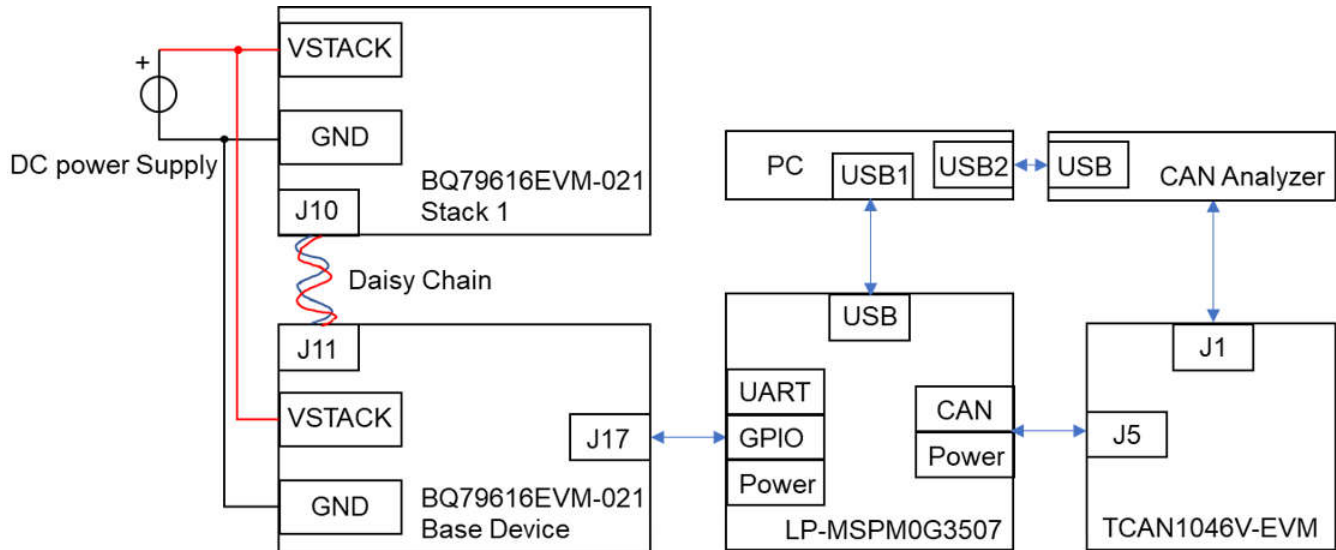 +
DC power Supply
VSTACK
GND
BQ79616EVM-021
Stack 1
J10
Daisy Chain
J11
VSTACK
GND
J17
BQ79616EVM-021
Base Device
PC
USB1
USB2
USB
CAN Analyzer
USB
UART
GPIO
Power
CAN
Power
LP-MSPM0G3507
J1
J5
TCAN1046V-EVM